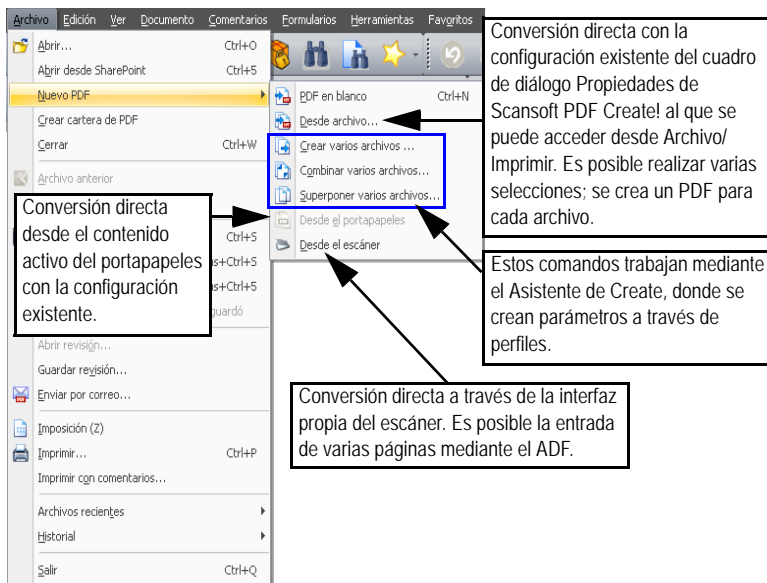 Archivo Edición Ver Documento Comentarios Formularios Herramientas Favoritos
Abrir... Ctrl+O
Abrir desde SharePoint Ctrl+5
Nuevo PDF
Crear cartera de PDF
Cerrar Ctrl+W
Archivo anterior
Ctrl+S
s+Ctrl+S
s+Ctrl+5
guardó
Abrir revisión...
Guardar revisión...
Enviar por correo...
Imposición (Z)
Imprimir... Ctrl+P
Imprimir con comentarios...
Archivos recientes
Historial
Salir Ctrl+Q
PDF en blanco Ctrl+N
Desde archivo...
Crear varios archivos ...
Combinar varios archivos...
Superponer varios archivos...
Desde el portapapeles
Desde el escáner
Conversión directa con la
configuración existente del cuadro
de diálogo Propiedades de
Scansoft PDF Create! al que se
puede acceder desde Archivo/
Imprimir. Es posible realizar varias
selecciones; se crea un PDF para
cada archivo.
Conversión directa
desde el contenido
activo del portapapeles
con la configuración
existente.
Estos comandos trabajan mediante
el Asistente de Create, donde se
crean parámetros a través de
perfiles.
Conversión directa a través de la interfaz
propia del escáner. Es posible la entrada
de varias páginas mediante el ADF.